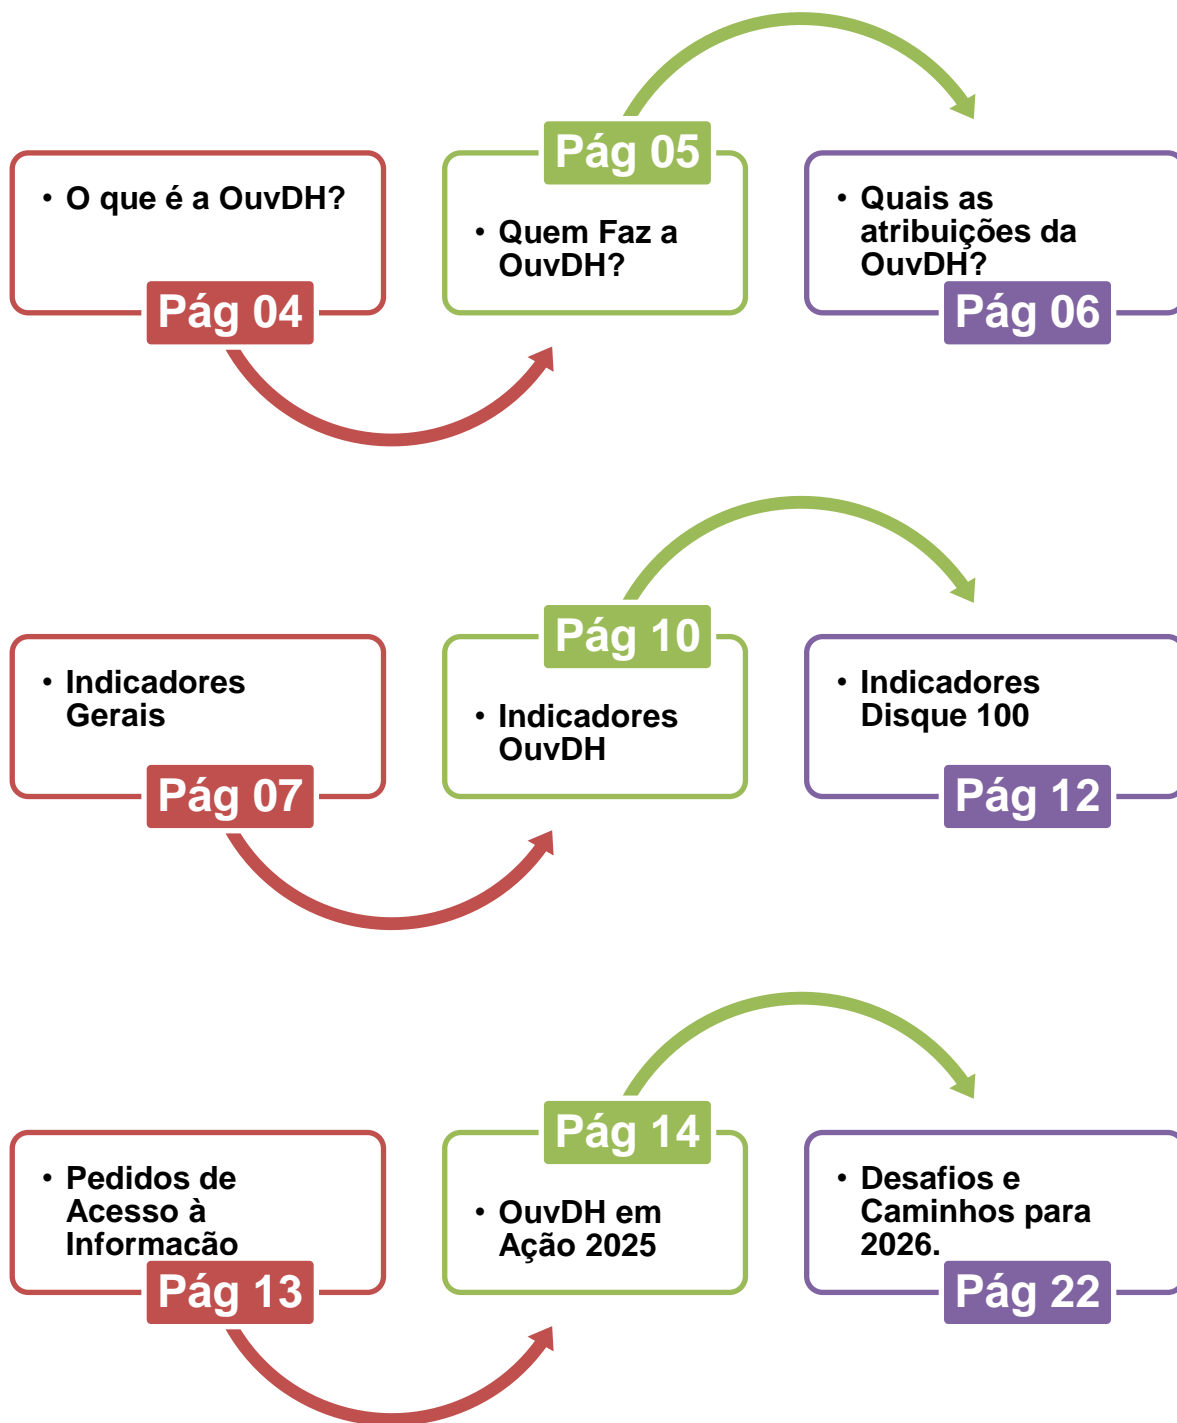 • O que é a OuvDH?
Pág 04
Pág 05
• Quem Faz a
OuvDH?
• Quais as
atribuições da
OuvDH?
Pág 06
• Indicadores
Gerais
Pág 07
Pág 10
• Indicadores
OuvDH
• Indicadores
Disque 100
Pág 12
• Pedidos de
Acesso à
Informacão
Pág 13
Pág 14
• OuvDH em
Ação 2025
• Desafios e
Caminhos para
2026.
Pág 22